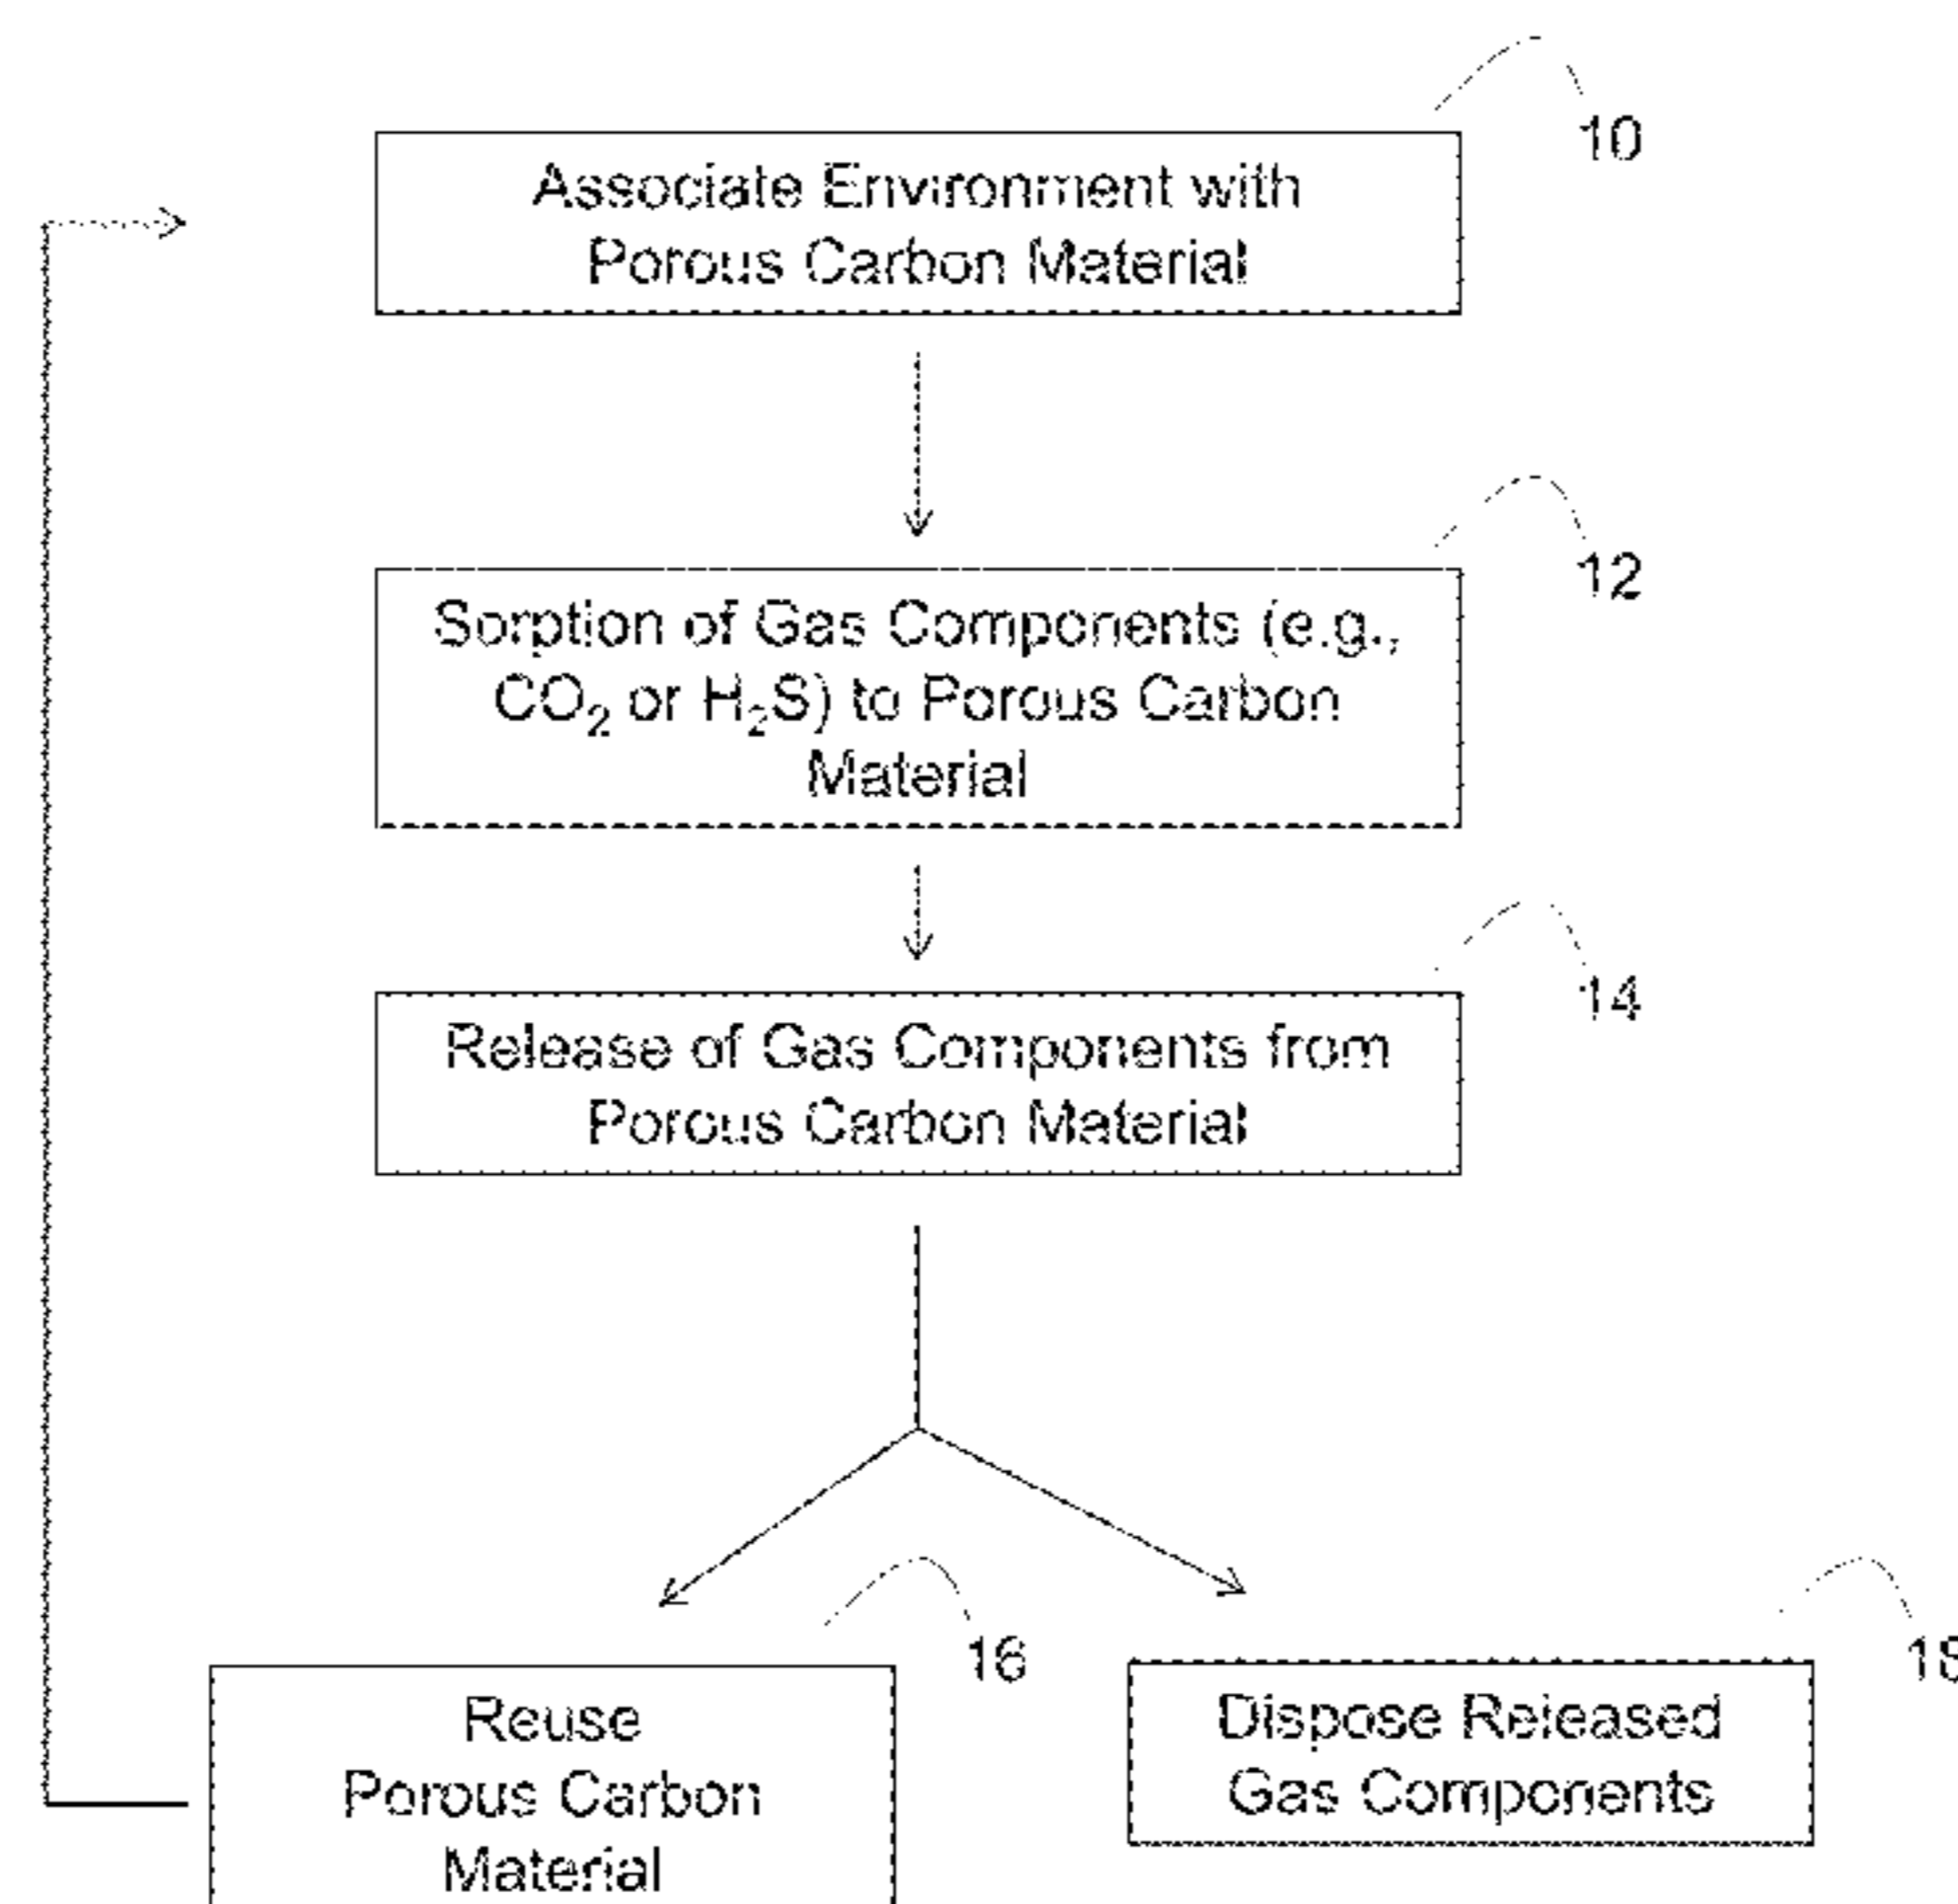 10
Associate Environment with
Porous Carbon Material
12
Sorption of Gas Components (e.g.,
CO₂ or H₂S) to Porous Carbon
Material
14
Release of Gas Components from
Porous Carbon Material
16
18
Reuse
Porous Carbon
Material
Dispose Released
Gas Components